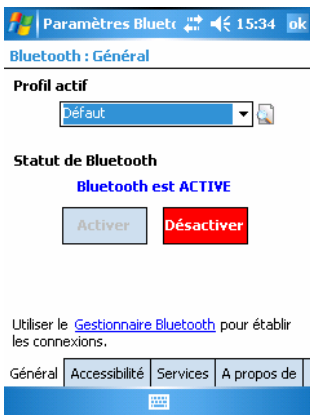 Paramètres Bluet 15:34 ok
Bluetooth : Général
Profil actif
Défaut
Statut de Bluetooth
Bluetooth est ACTIVE
Activer Désactiver
Utiliser le Gestionnaire Bluetooth pour établir
les connexions.
Général Accessibilité Services A propos de